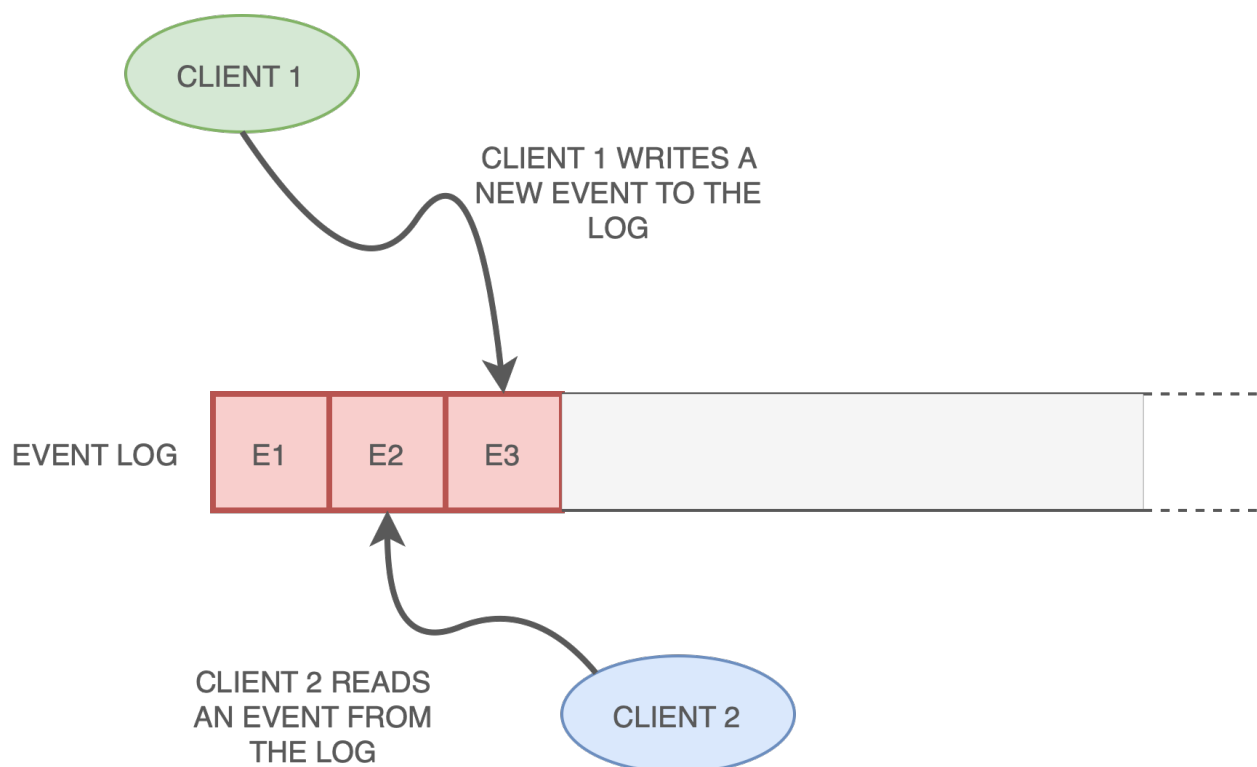 CLIENT 1
CLIENT 1 WRITES A
NEW EVENT TO THE
LOG
EVENT LOG
E1
E2
E3
CLIENT 2 READS
AN EVENT FROM
THE LOG
CLIENT 2